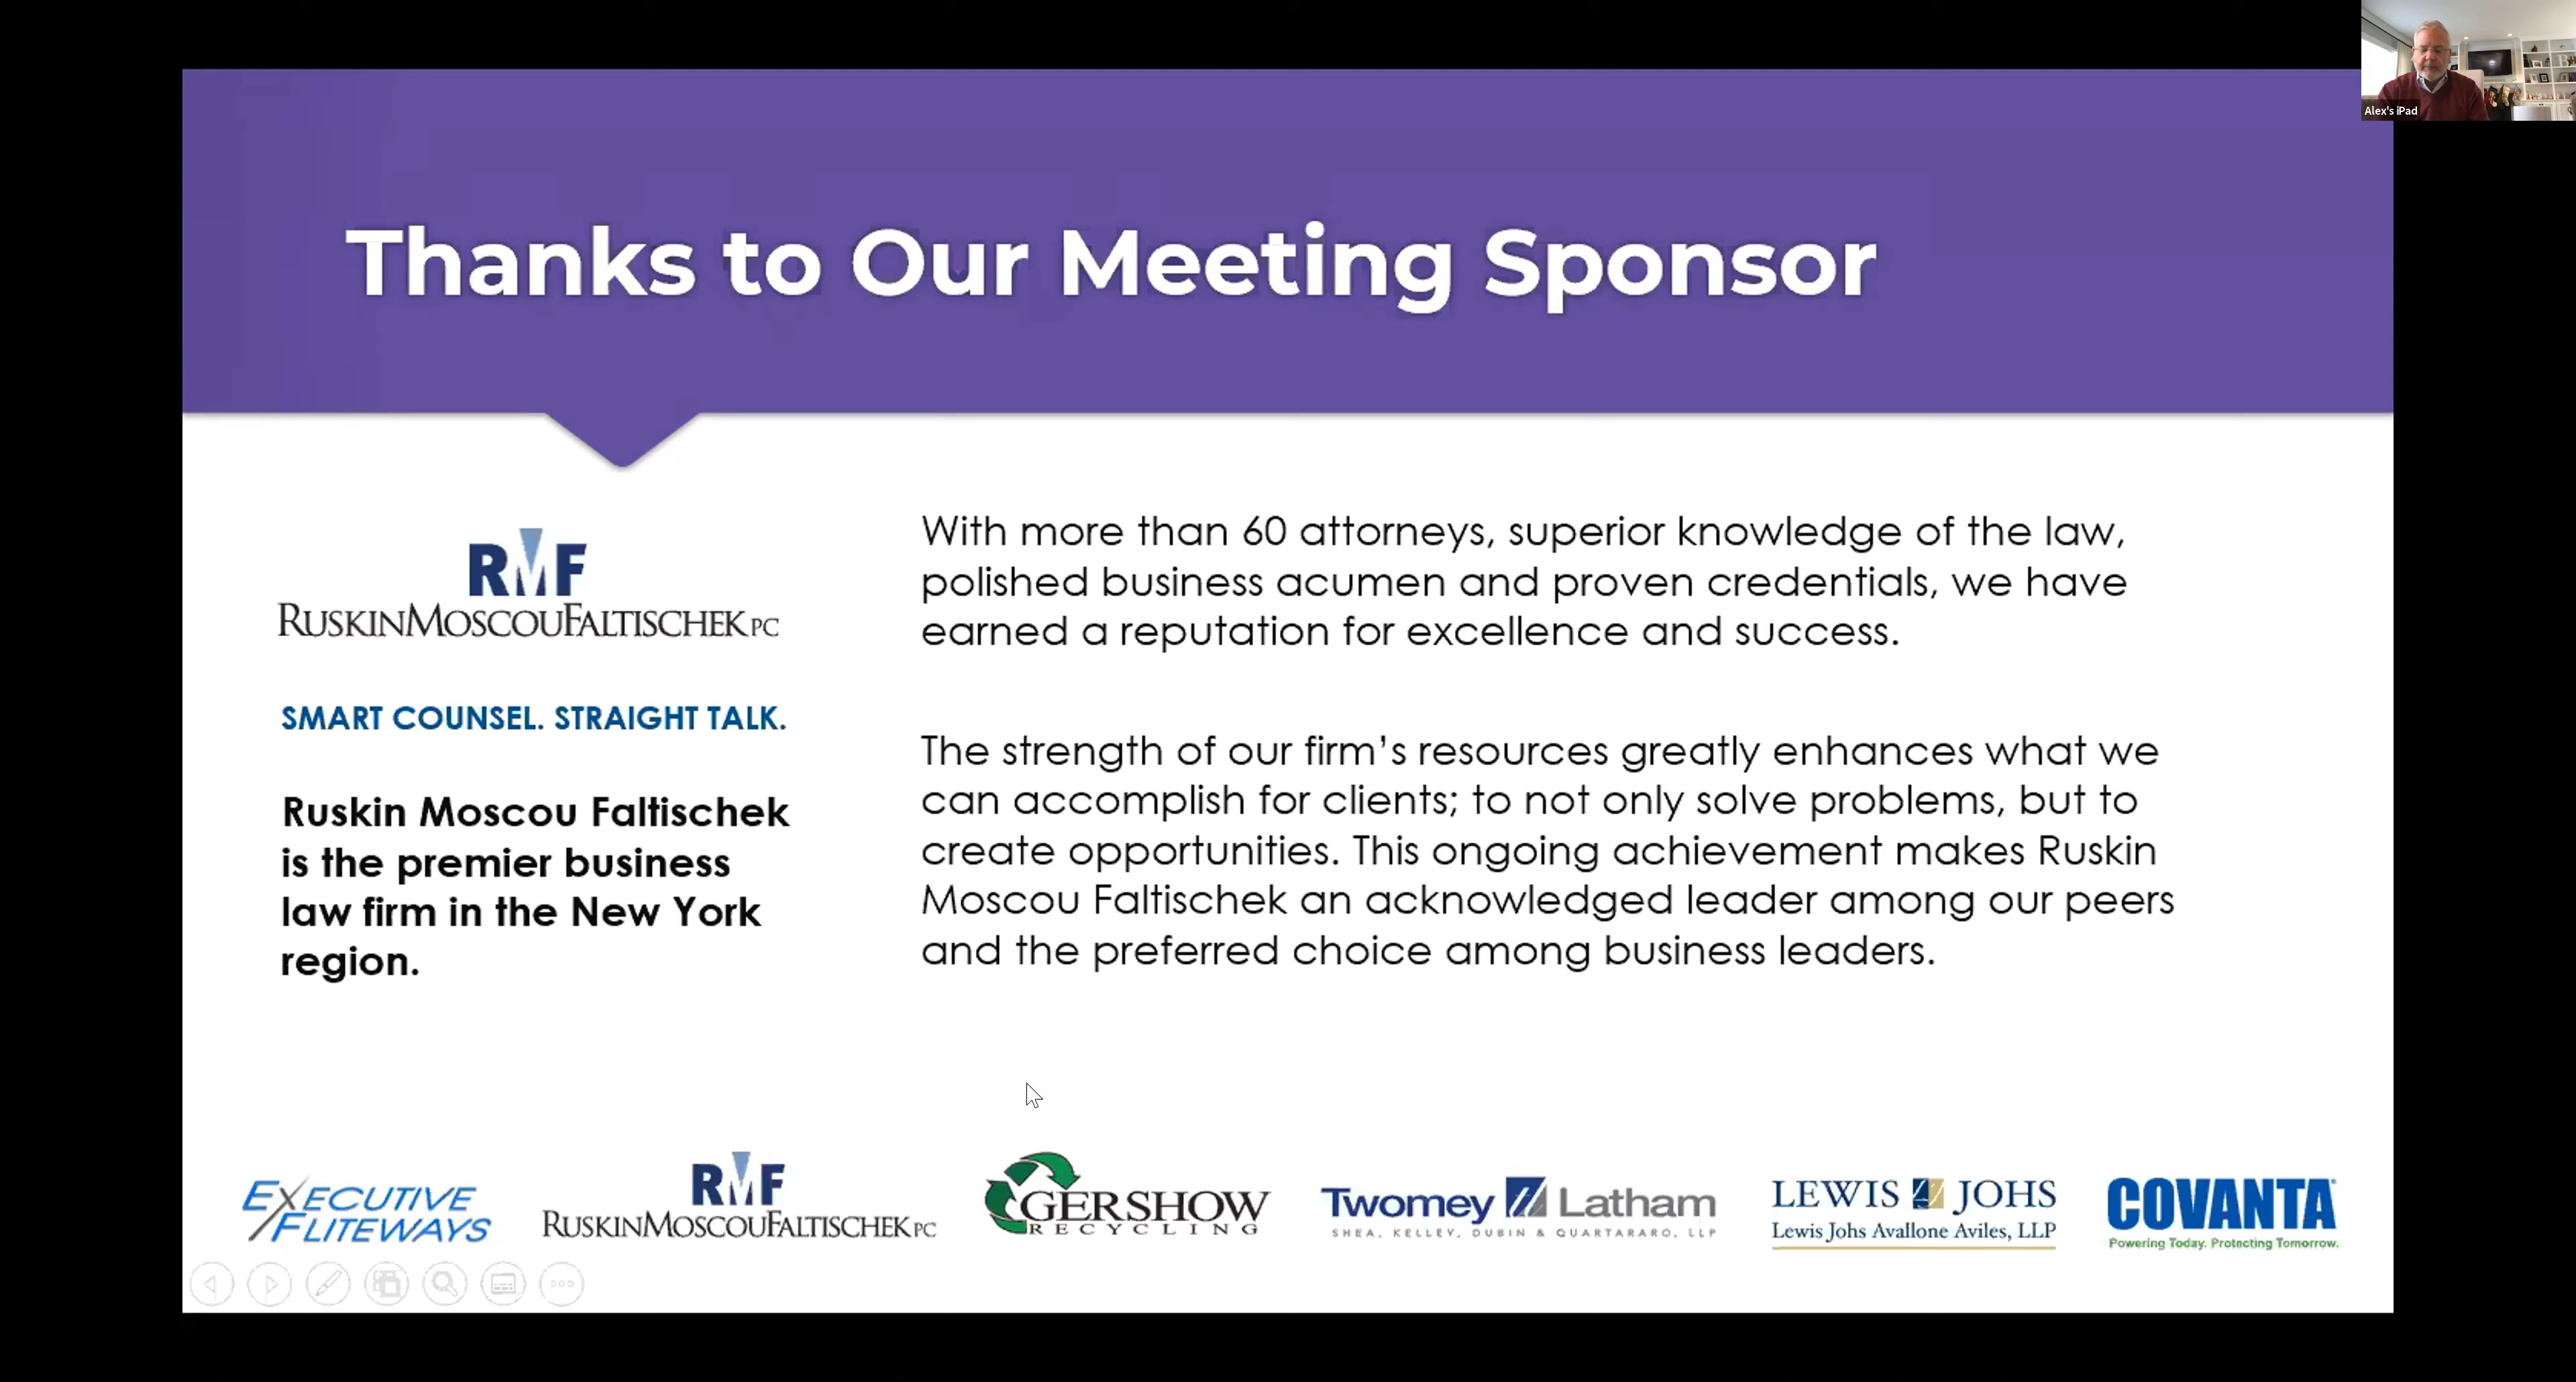 Alex's iPad
Thanks to Our Meeting Sponsor
RMF
RUSKINMOSCOUFALTISCHEK PC
SMART COUNSEL. STRAIGHT TALK.
Ruskin Moscou Faltischek
is the premier business
law firm in the New York
region.
With more than 60 attorneys, superior knowledge of the law,
polished business acumen and proven credentials, we have
earned a reputation for excellence and success.
The strength of our firm’s resources greatly enhances what we
can accomplish for clients; to not only solve problems, but to
create opportunities. This ongoing achievement makes Ruskin
Moscou Faltischek an acknowledged leader among our peers
and the preferred choice among business leaders.
EXECUTIVE
FLITEWAYS
RMF
RUSKINMOSCOUFALTISCHEK PC
GERSHOW
RECYCLING
Twomey Latham
SHEA, KELLEY, DUBIN & QUARTARARO, LLP
LEWIS JOHS
Lewis Johs Avallone Aviles, LLP
COVANTA
Powering Today. Protecting Tomorrow.